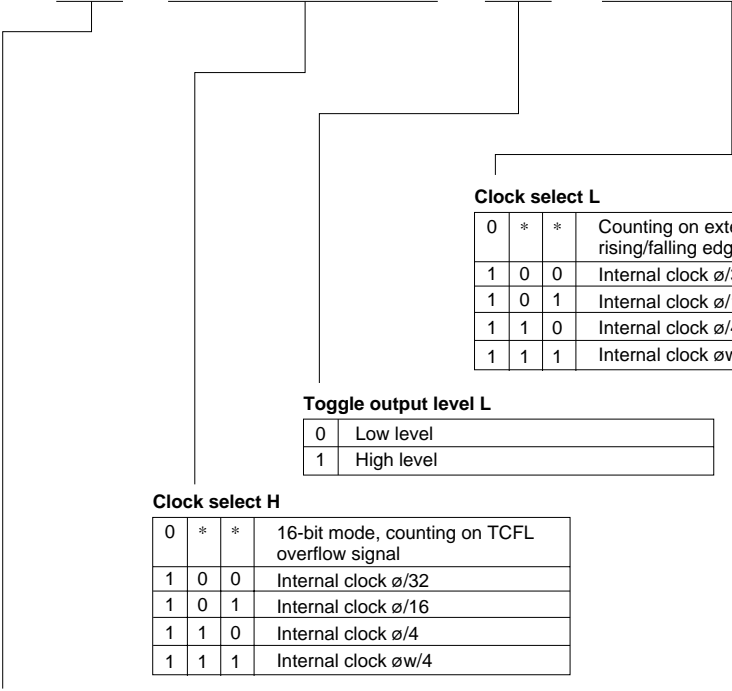 Clock select L
0 * * Counting on
rising/falling
1 0 0 Internal clock
1 0 1 Internal clock
1 1 0 Internal clock
1 1 1 Internal clock
Toggle output level L
0 Low level
1 High level
Clock select H
0 * * 16-bit mode, counting on TCFL
overflow signal
1 0 0 Internal clock ø/32
1 0 1 Internal clock ø/16
1 1 0 Internal clock ø/4
1 1 1 Internal clock øw/4